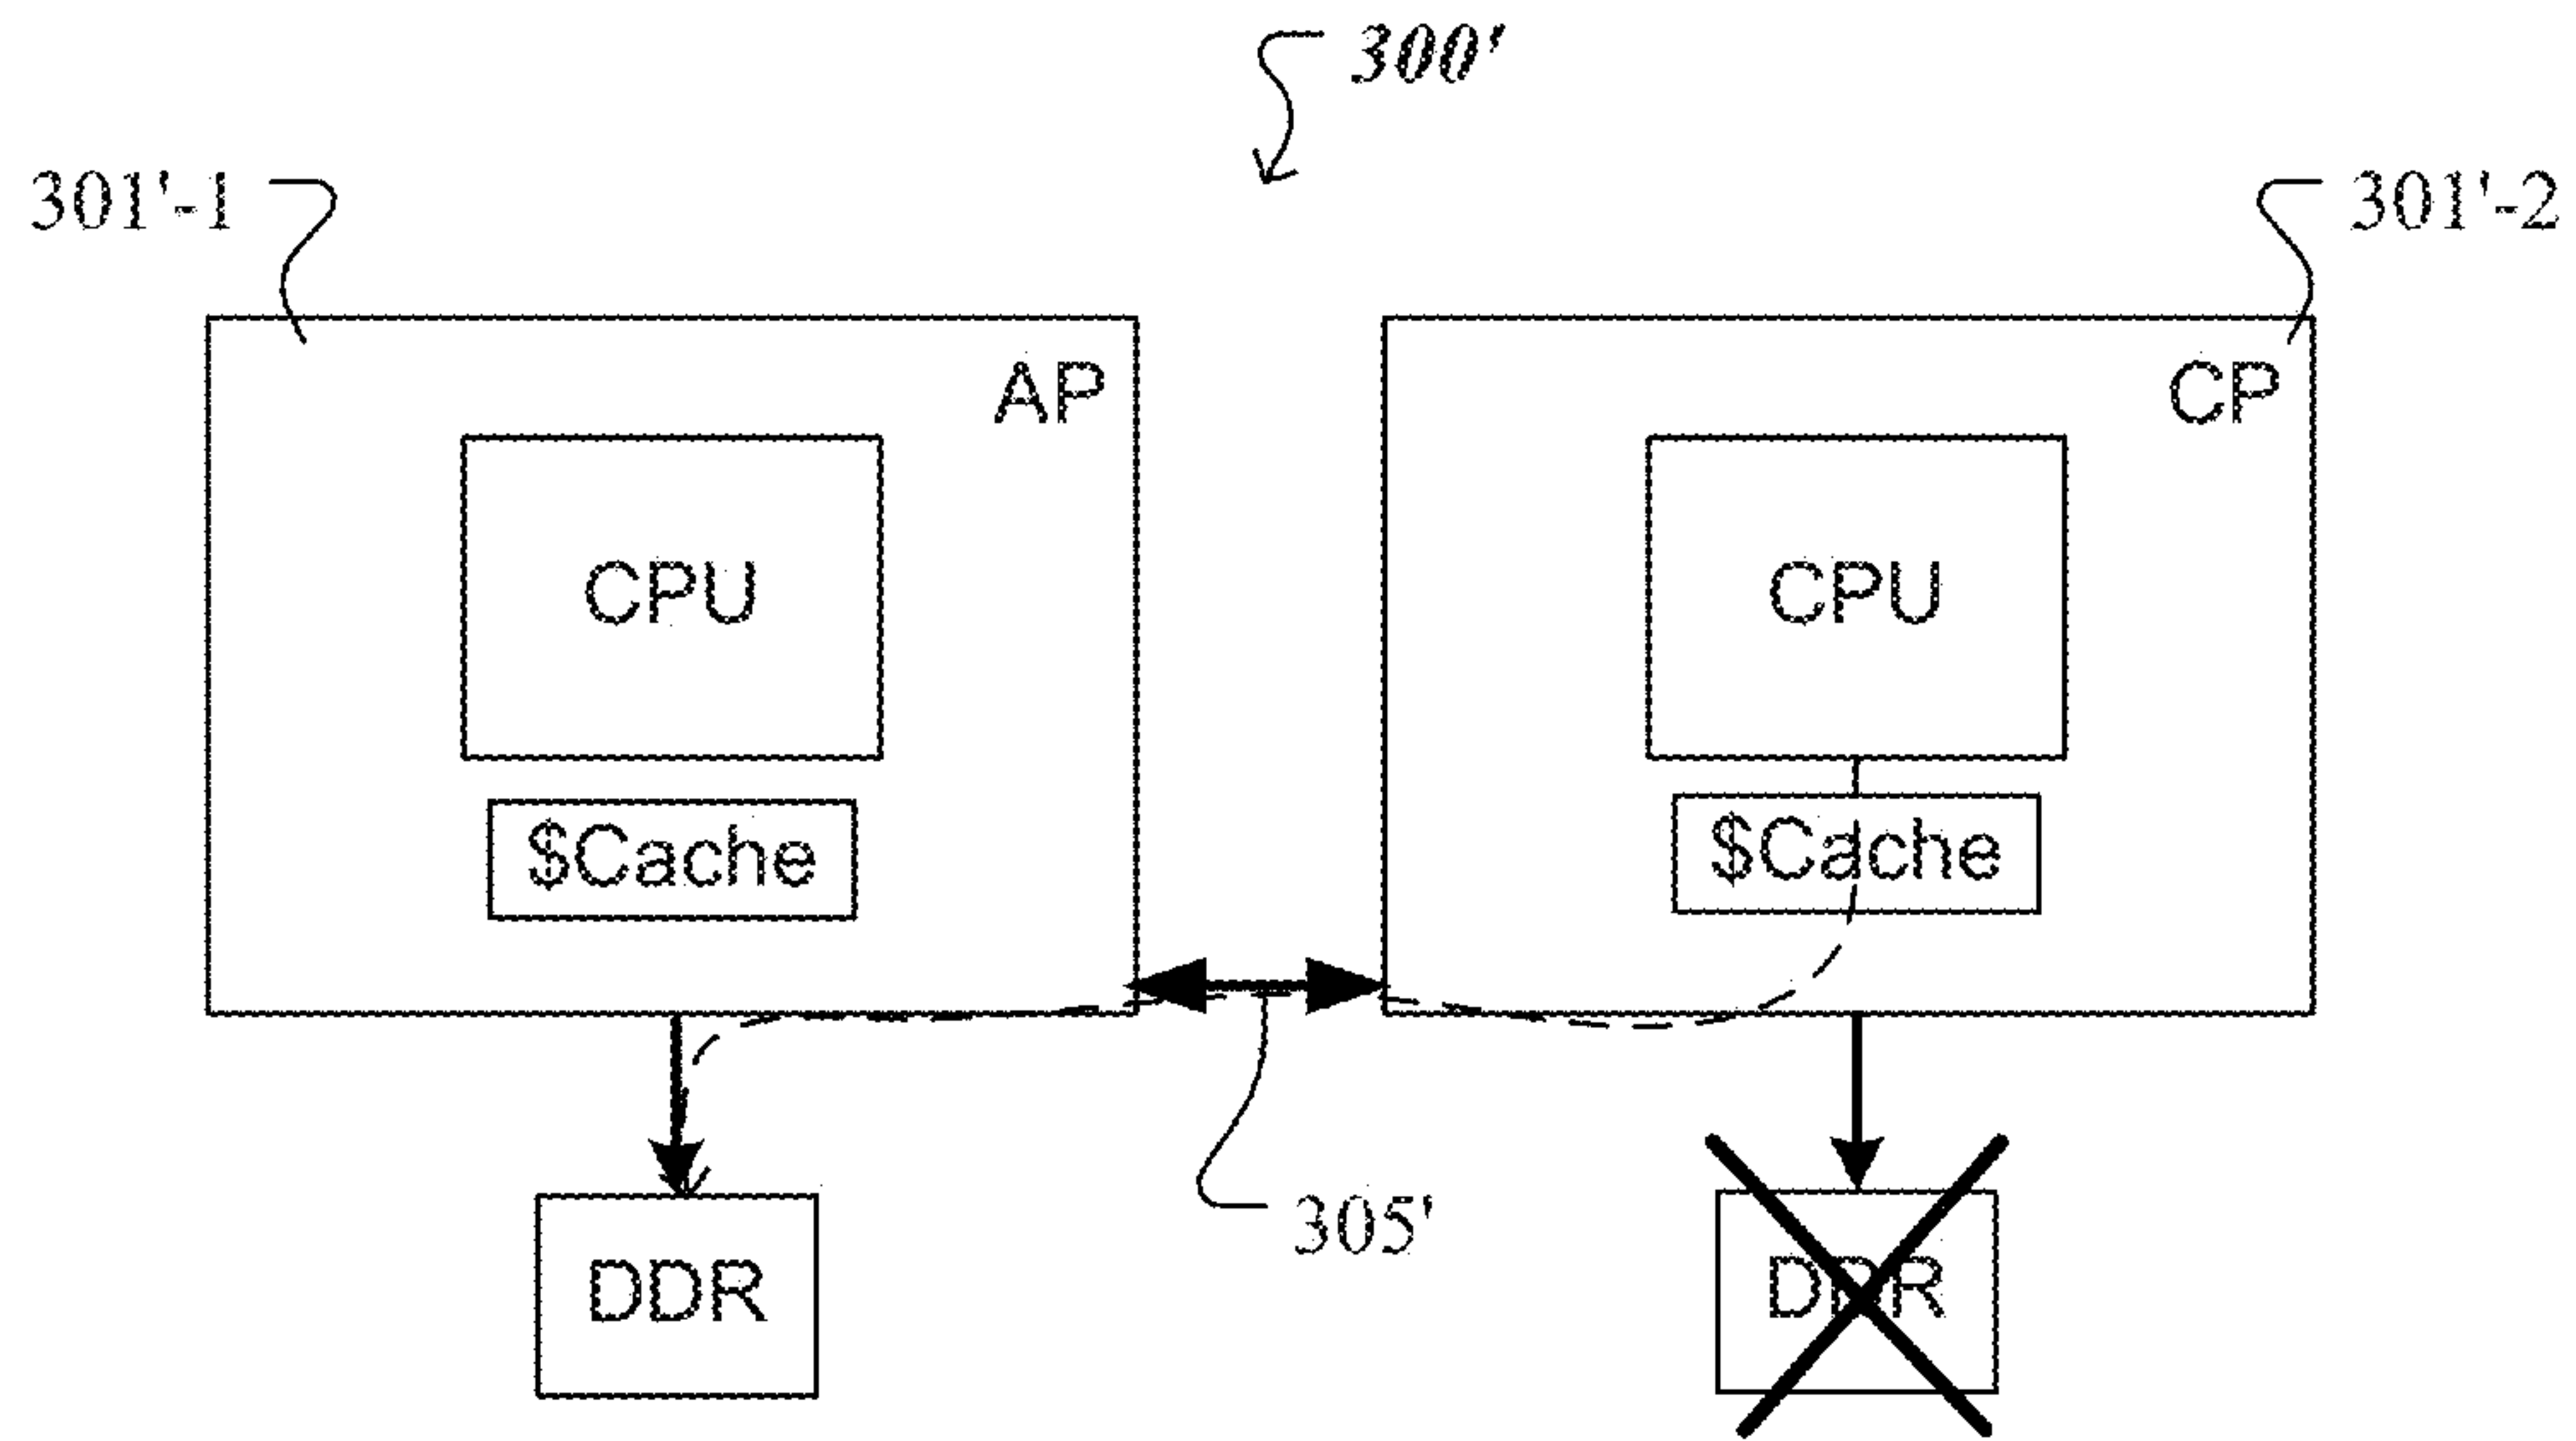 300'
301'-1
301'-2
AP
CP
CPU
CPU
$Cache
$Cache
305'
DDR
DDR